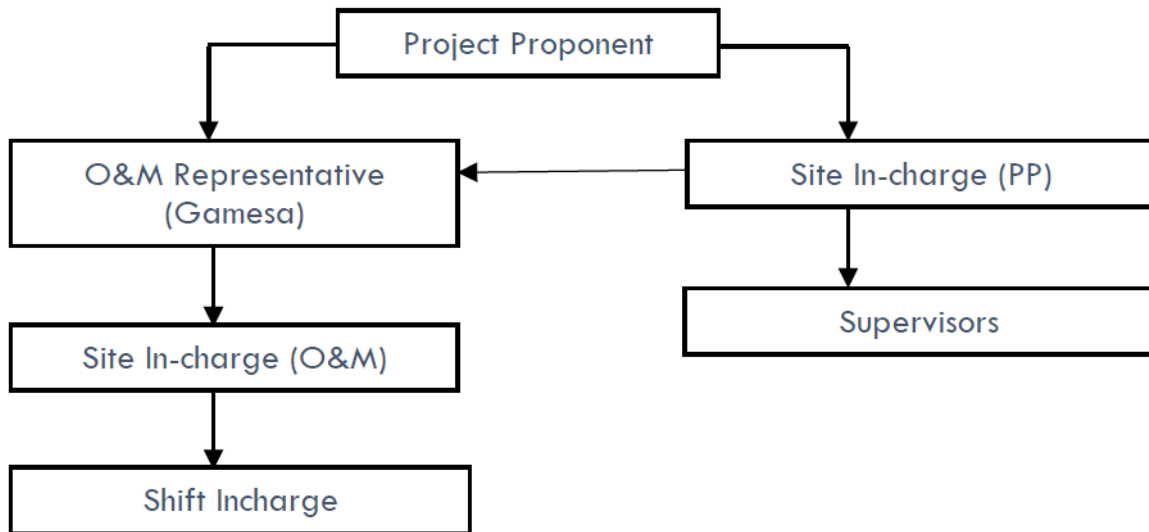 Project Proponent
O&M Representative
(Gamesa)
Site In-charge (PP)
Site In-charge (O&M)
Supervisors
Shift Incharge